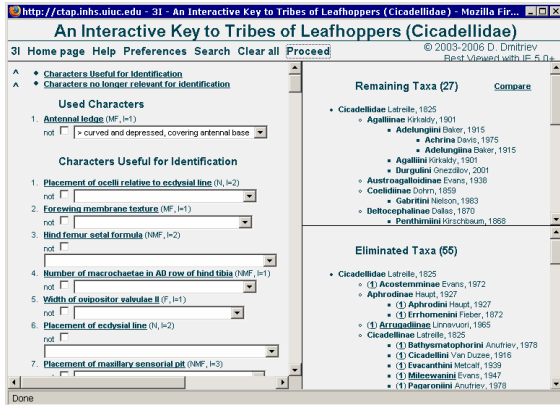 http://ctap.inhs.uiuc.edu - 3I - An Interactive Key to Tribes of Leafhoppers (Cicadellidae) - Mozilla Fir...
An Interactive Key to Tribes of Leafhoppers (Cicadellidae)
3I Home page Help Preferences Search Clear all Proceed
© 2003-2006 D. Dmitriev
Best Viewed with IE 5.0+
^ • Characters Useful for Identification
^ • Characters no longer relevant for identification
Used Characters
1. Antennal ledge (MF, I=1)
not > curved and depressed, covering antennal base
Characters Useful for Identification
1. Placement of ocelli relative to ecdysial line (N, I=2)
not
2. Forewing membrane texture (MF, I=1)
not
3. Hind femur setal formula (NMF, I=2)
not
4. Number of macrochaetae in AD row of hind tibia (NMF, I=1)
not
5. Width of ovipositor valvulae II (F, I=1)
not
6. Placement of ecdysial line (N, I=2)
not
7. Placement of maxillary sensorial pit (NMF, I=3)
not
Remaining Taxa (27) Compare
• Cicadellidae Latreille, 1825
Agalliinae Kirkaldy, 1901
Adelungiini Baker, 1915
Achrina Davis, 1975
Adelungiina Baker, 1915
Agalliini Kirkaldy, 1901
Durgulini Gnezdilov, 2001
Austroagalloidinae Evans, 1938
Coelidiinae Dohrn, 1859
Gabritini Nielson, 1983
Deltocephalinae Dallas, 1870
Penthimiini Kirschbaum, 1868
Eliminated Taxa (55)
• Cicadellidae Latreille, 1825
(1) Acostemminae Evans, 1972
Aphrodinae Haupt, 1927
(1) Aphrodini Haupt, 1927
(1) Errhomenini Fieber, 1872
(1) Arrugadinae Linnavuori, 1965
Cicadellinae Latreille, 1825
(1) Bathysmatophorini Anufriev, 1978
(1) Cicadellini Van Duzee, 1916
(1) Evacanthini Metcalf, 1939
(1) Mileewanini Evans, 1947
(1) Pagaroniini Anufriev, 1978
Done